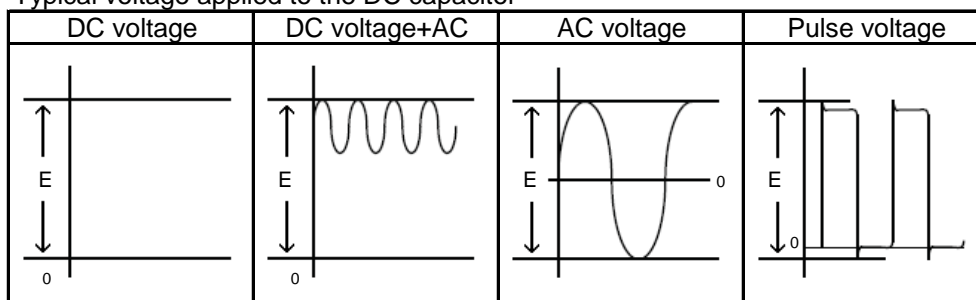 Typical voltage applied to the DC capacitor
DC voltage DC voltage+AC AC voltage Pulse voltage
E E E 0 E
0
0 0